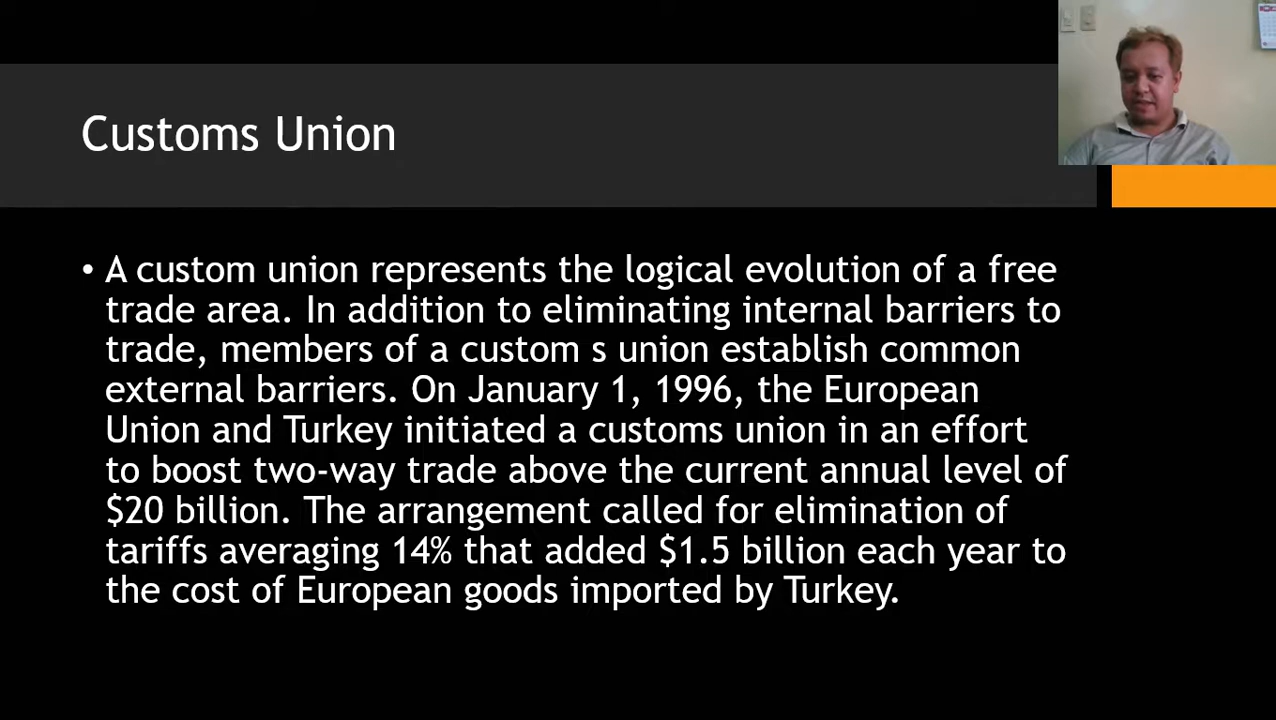 Customs Union
• A custom union represents the logical evolution of a free
trade area. In addition to eliminating internal barriers to
trade, members of a custom s union establish common
external barriers. On January 1, 1996, the European
Union and Turkey initiated a customs union in an effort
to boost two-way trade above the current annual level of
$20 billion. The arrangement called for elimination of
tariffs averaging 14% that added $1.5 billion each year to
the cost of European goods imported by Turkey.